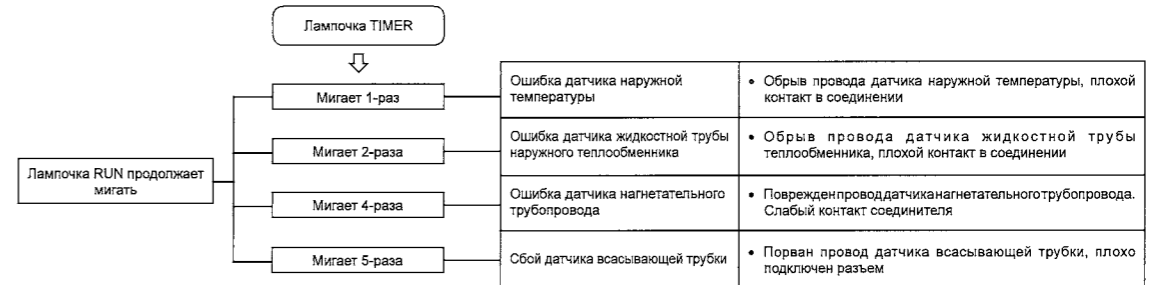 Лампочка TIMER
Лампочка RUN продолжает
мигать
Мигает 1-раз
Ошибка датчика наружной
температуры
• Обрыв провода датчика наружной температуры, плохой
контакт в соединении
Мигает 2-раза
Ошибка датчика жидкостной трубы
наружного теплообменника
• Обрыв провода датчика жидкостной трубы
теплообменника, плохой контакт в соединении
Мигает 4-раза
Ошибка датчика нагнетательного
трубопровода
• Поврежден провод датчика нагнетательного трубопровода.
Слабый контакт соединителя
Мигает 5-раза
Сбой датчика всасывающей трубки
• Порван провод датчика всасывающей трубки, плохо
подключен разъем